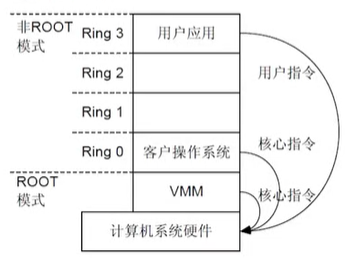 非ROOT
模式
Ring 3
用户应用
Ring 2
用户指令
Ring 1
核心指令
Ring 0
客户操作系统
ROOT
模式
VMM
核心指令
计算机系统硬件